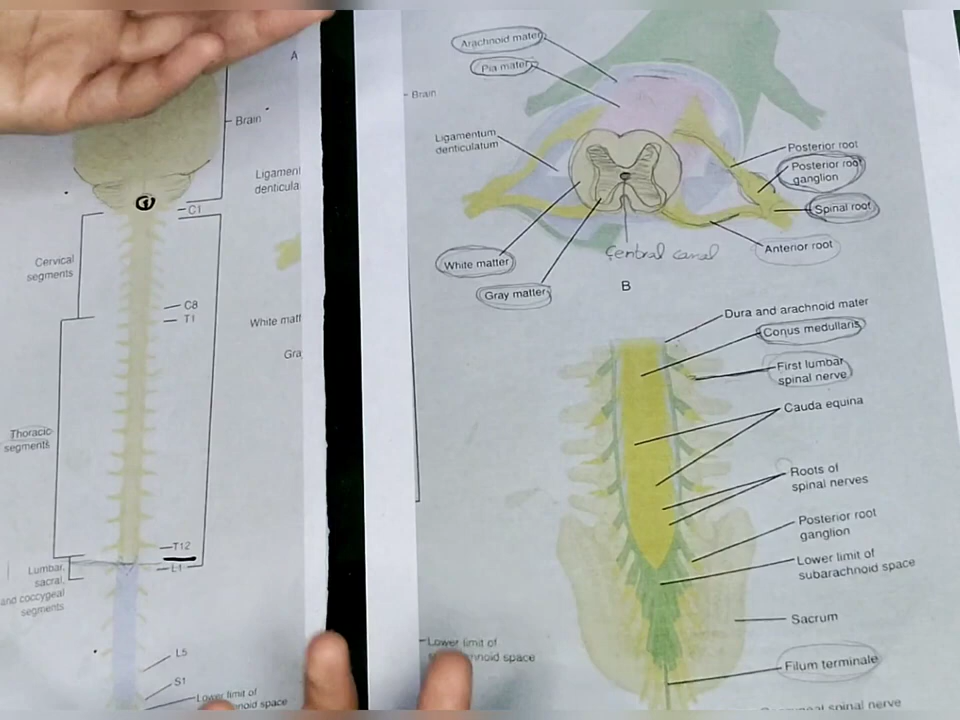 A
Brain
Ligament
denticula
C1
Cervical
segments
C8
T1
White matt
Gra
Thoracic
segments
T12
L1
Lumbar,
sacral,
and coccygeal
segments
L5
S1
Lower limit of
noid space
Brain
Arachnoid mater
Pia mater
Ligamentum
denticulatum
Posterior root
Posterior root
ganglion
Spinal root
Anterior root
White matter
Gray matter
Central canal
B
Dura and arachnoid mater
Conus medullaris
First lumbar
spinal nerve
Cauda equina
Roots of
spinal nerves
Posterior root
ganglion
Lower limit of
subarachnoid space
Sacrum
Filum terminale
Lower limit of
noid space
spinal nerve